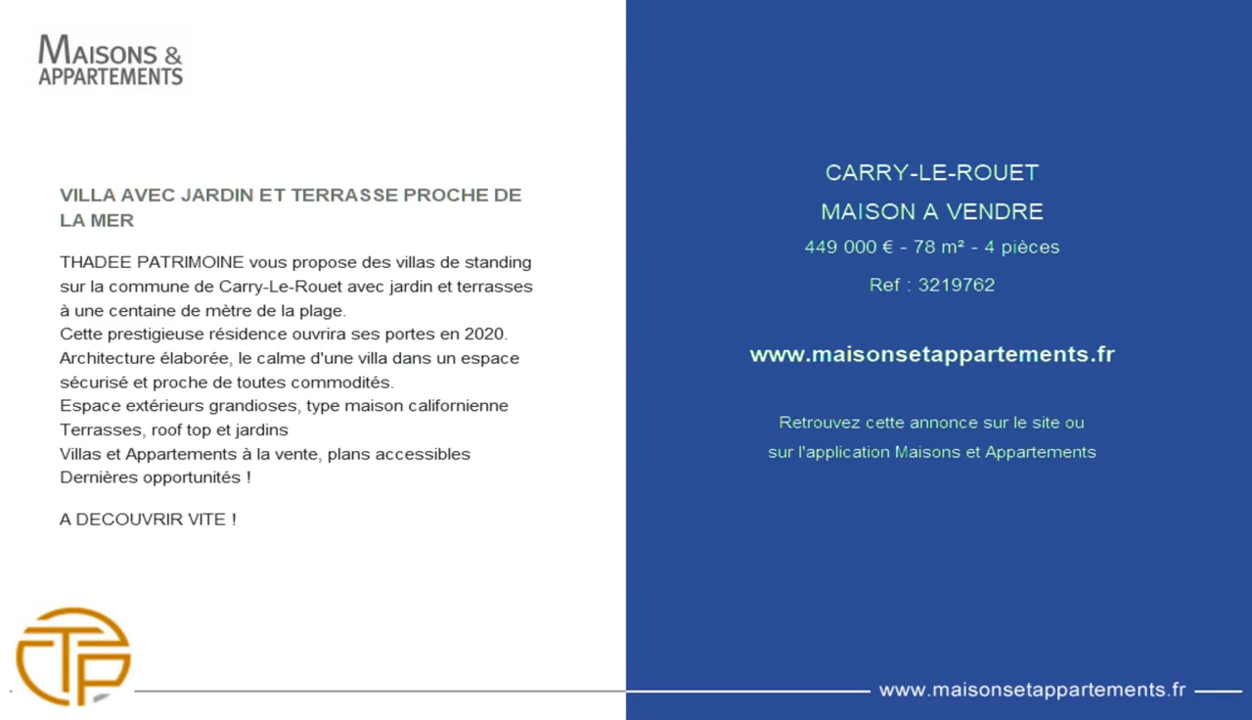 MAISONS &
APPARTEMENTS
VILLA AVEC JARDIN ET TERRASSE PROCHE DE
LA MER
THADEE PATRIMOINE vous propose des villas de standing
sur la commune de Carry-Le-Rouet avec jardin et terrasses
à une centaine de mètre de la plage.
Cette prestigieuse résidence ouvrira ses portes en 2020.
Architecture élaborée, le calme d'une villa dans un espace
sécurisé et proche de toutes commodités.
Espace extérieurs grandioses, type maison californienne
Terrasses, roof top et jardins
Villas et Appartements à la vente, plans accessibles
Dernières opportunités !
A DECOUVRIR VITE !
TP
CARRY-LE-ROUET
MAISON A VENDRE
449 000 € - 78 m² - 4 pièces
Ref : 3219762
www.maisonsetappartements.fr
Retrouvez cette annonce sur le site ou
sur l'application Maisons et Appartements
www.maisonsetappartements.fr